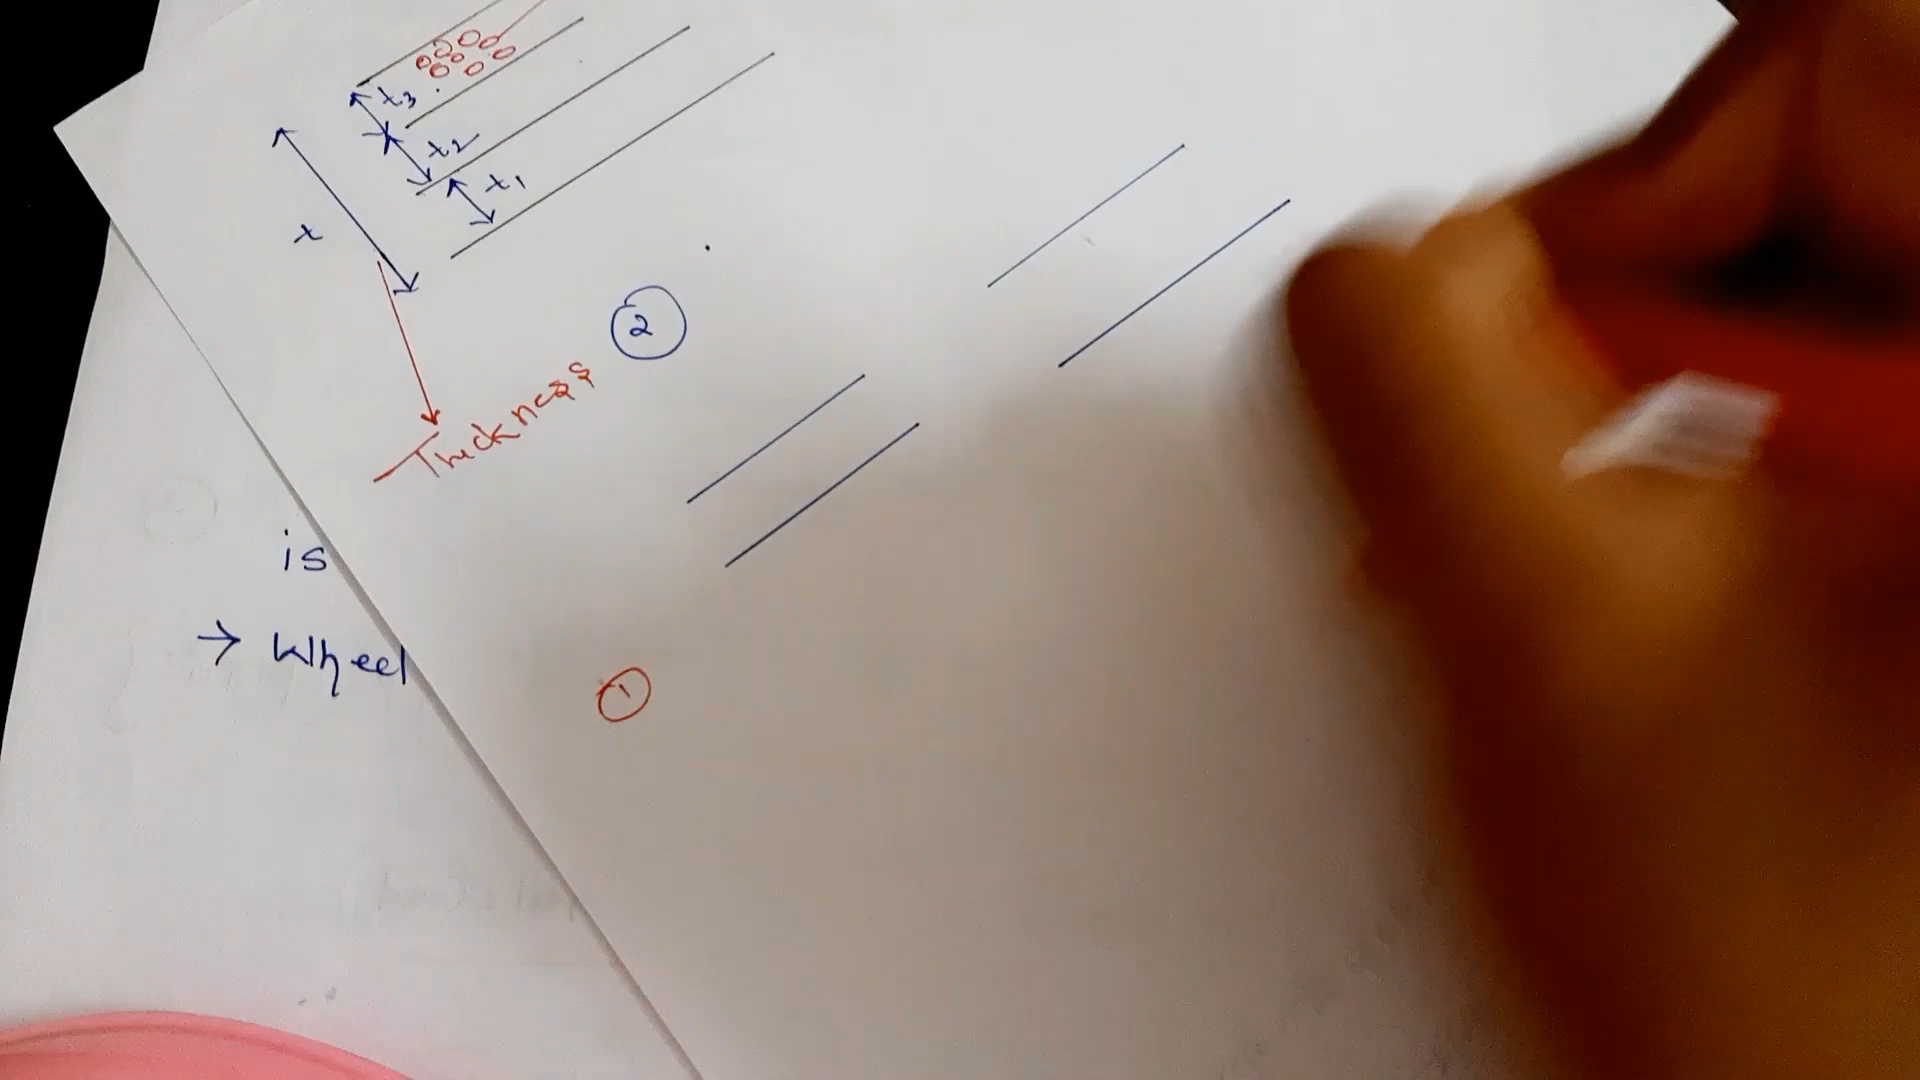 t3
t2
t1
t
2
Thickness
is
→ Wheel
1